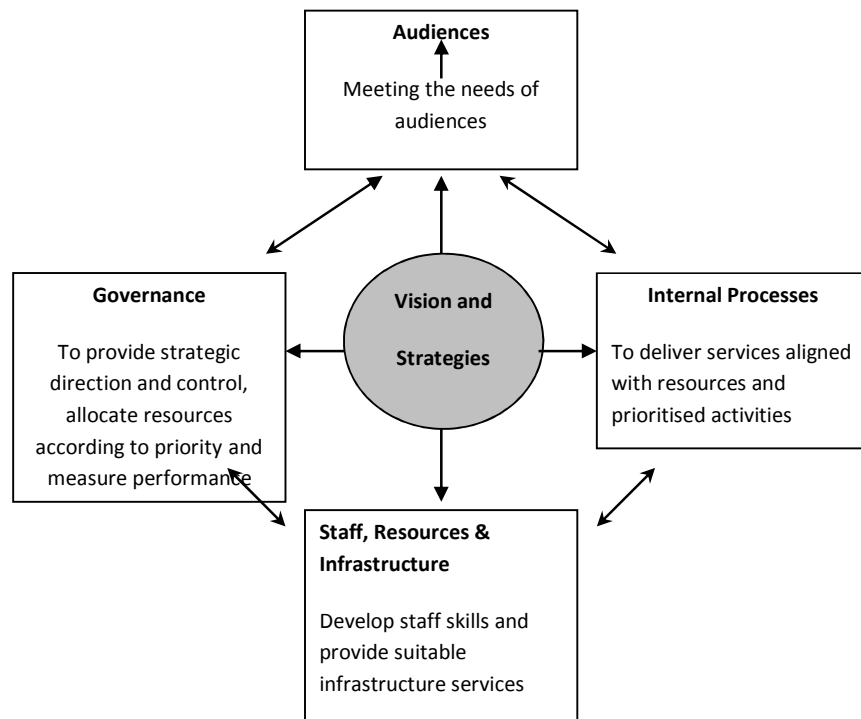 Audiences
Meeting the needs of
audiences
Governance
To provide strategic
direction and control,
allocate resources
according to priority and
measure performance
Vision and
Strategies
Internal Processes
To deliver services aligned
with resources and
prioritised activities
Staff, Resources &
Infrastructure
Develop staff skills and
provide suitable
infrastructure services